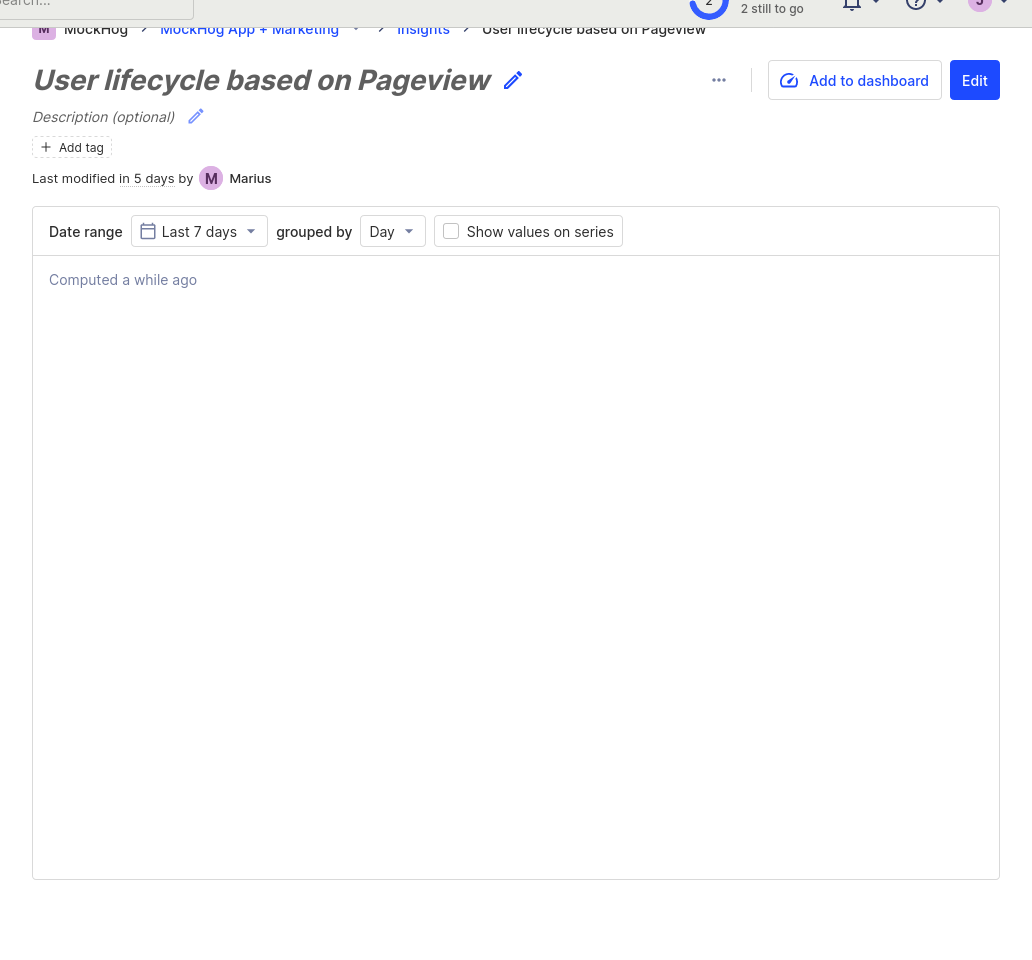 Search...
2
2 still to go
J
M MockHog MockHog App + Marketing Insights User lifecycle based on Pageview
User lifecycle based on Pageview
Add to dashboard
Edit
Description (optional)
Add tag
Last modified in 5 days by M Marius
Date range Last 7 days grouped by Day Show values on series
Computed a while ago